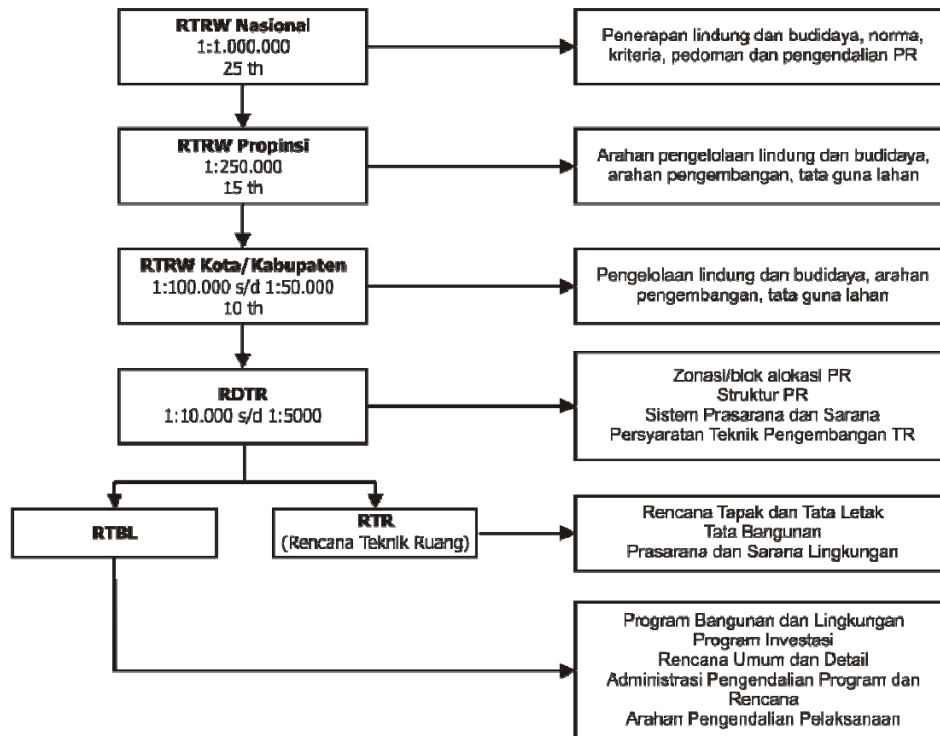 RTRW Nasional
1:1.000.000
25 th
Penerapan lindung dan budidaya, norma,
kriteria, pedoman dan pengendalian PR
RTRW Propinsi
1:250.000
15 th
Arahan pengelolaan lindung dan budidaya,
arahan pengembangan, tata guna lahan
RTRW Kota/Kabupaten
1:100.000 s/d 1:50.000
10 th
Pengelolaan lindung dan budidaya, arahan
pengembangan, tata guna lahan
RDTR
1:10.000 s/d 1:5000
Zonasi/blok alokasi PR
Struktur PR
Sistem Prasarana dan Sarana
Persyaratan Teknik Pengembangan TR
RTBL
RTR
(Rencana Teknik Ruang)
Rencana Tapak dan Tata Letak
Tata Bangunan
Prasarana dan Sarana Lingkungan
Program Bangunan dan Lingkungan
Program Investasi
Rencana Umum dan Detail
Administrasi Pengendalian Program dan
Rencana
Arahan Pengendalian Pelaksanaan